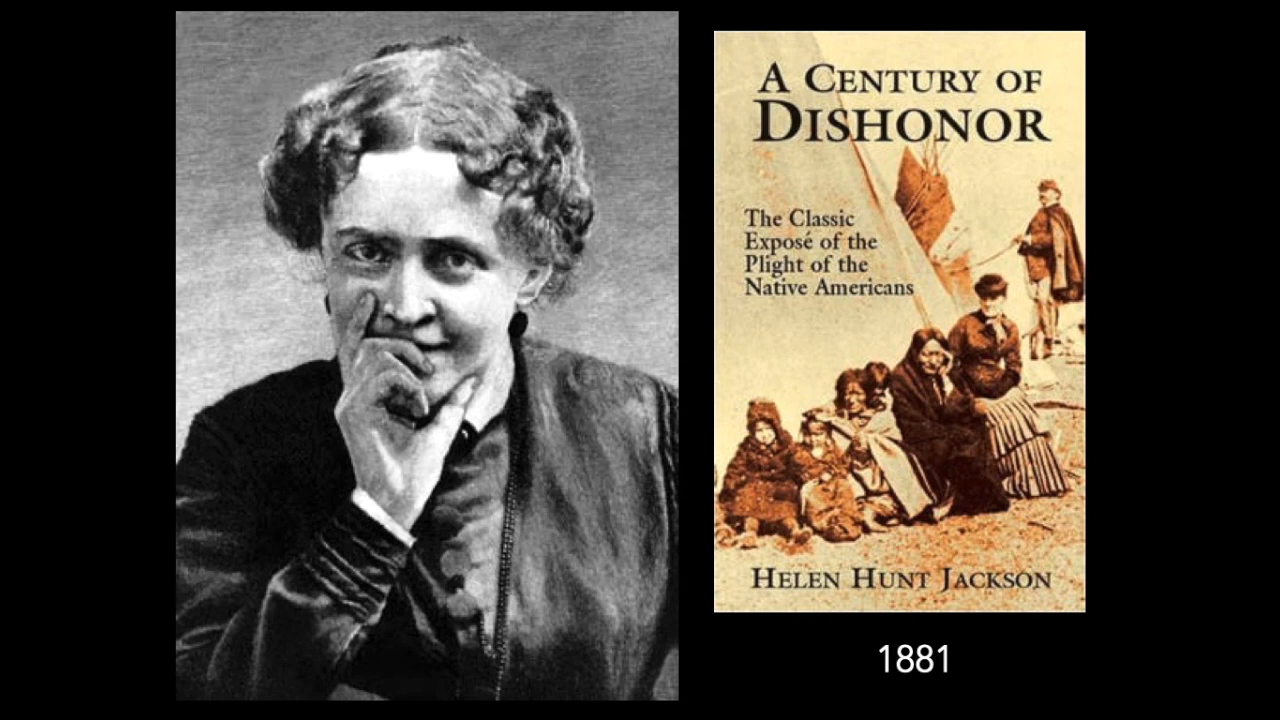 A CENTURY OF
DISHONOR
The Classic
Exposé of the
Plight of the
Native Americans
HELEN HUNT JACKSON
1881